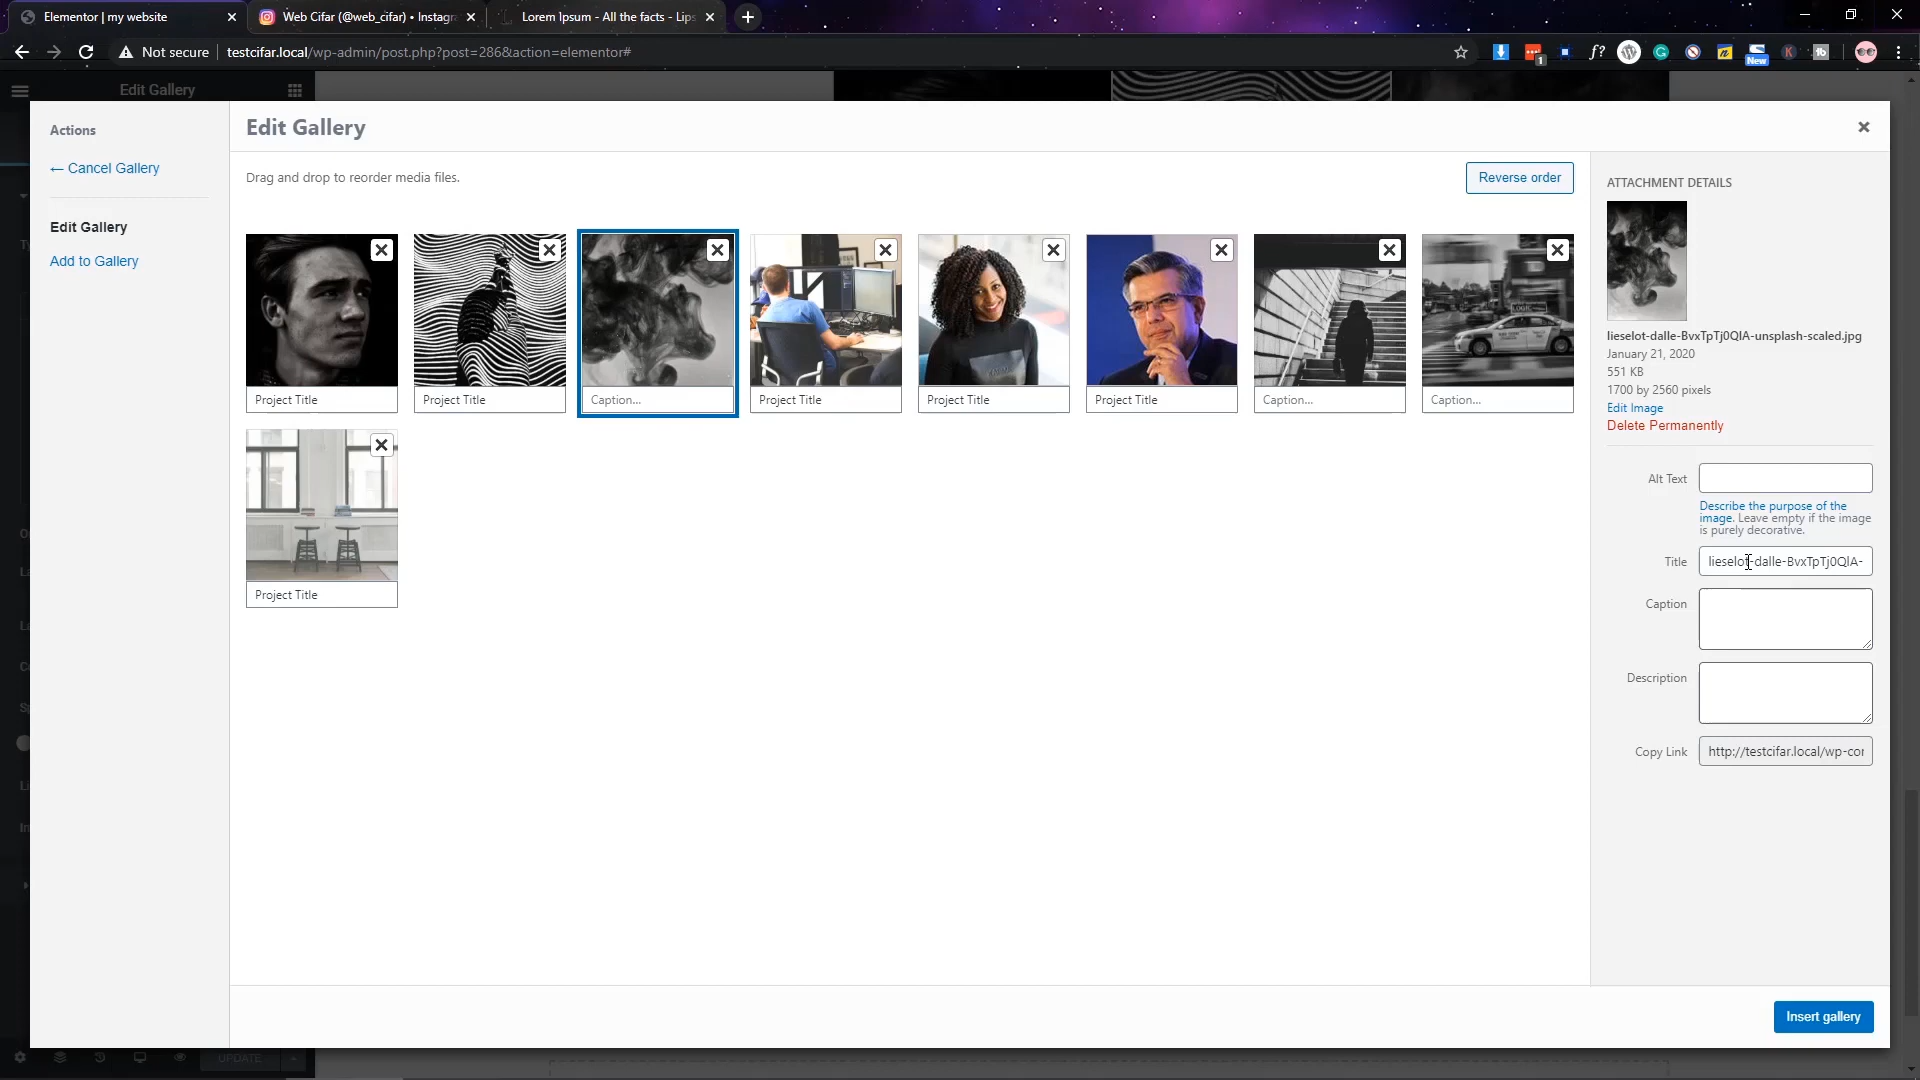 Elementor | my website
Web Cifar (@web_cifar) • Instagr
Lorem Ipsum - All the facts - Lips
Not secure
testcifar.local/wp-admin/post.php?post=286&action=elementor#
f?
1
New
Edit Gallery
Actions
← Cancel Gallery
Edit Gallery
Add to Gallery
Edit Gallery
Drag and drop to reorder media files.
Reverse order
Project Title
Project Title
Caption...
Project Title
Project Title
Project Title
Caption...
Caption...
Project Title
ATTACHMENT DETAILS
lieselot-dalle-BvxTpTj0QlA-unsplash-scaled.jpg
January 21, 2020
551 KB
1700 by 2560 pixels
Edit Image
Delete Permanently
Alt Text
Describe the purpose of the
image. Leave empty if the image
is purely decorative.
Title
lieselot-dalle-BvxTpTj0QlA-
Caption
Description
Copy Link
http://testcifar.local/wp-cor
Insert gallery
UPDATE